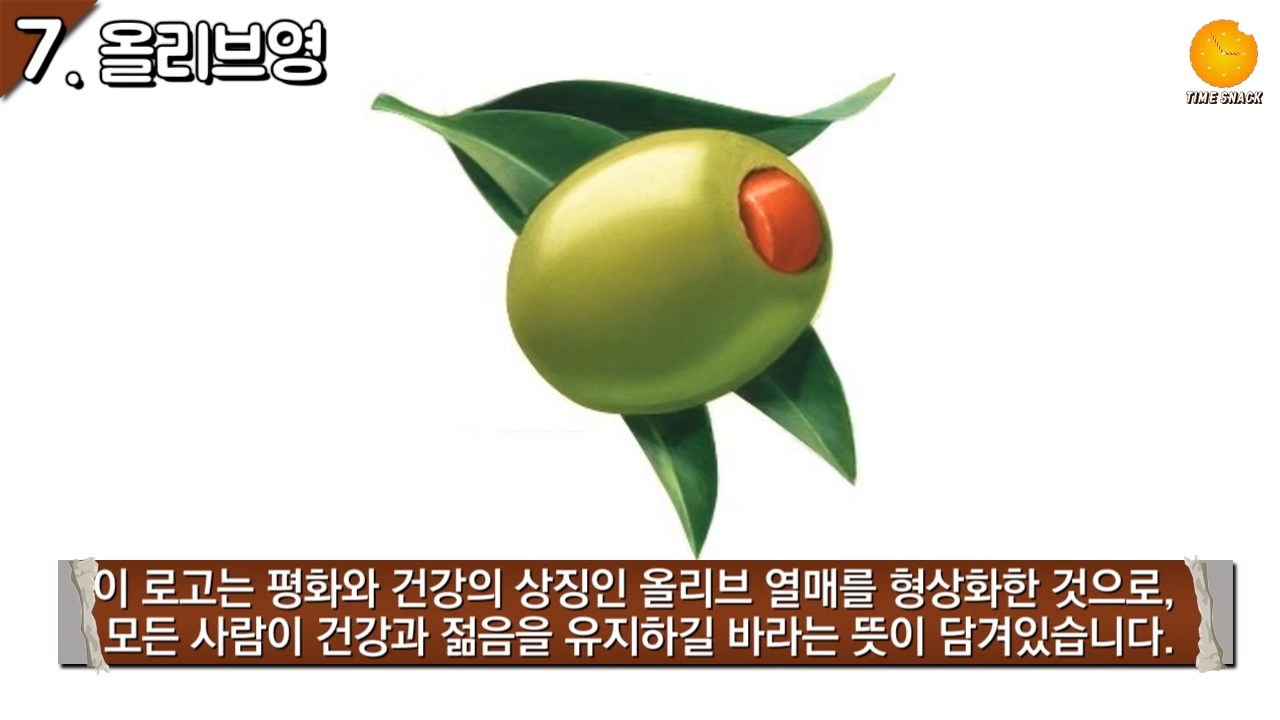 7. 올리브영
TIME SNACK
이 로고는 평화와 건강의 상징인 올리브 열매를 형상화한 것으로,
모든 사람이 건강과 젊음을 유지하길 바라는 뜻이 담겨있습니다.